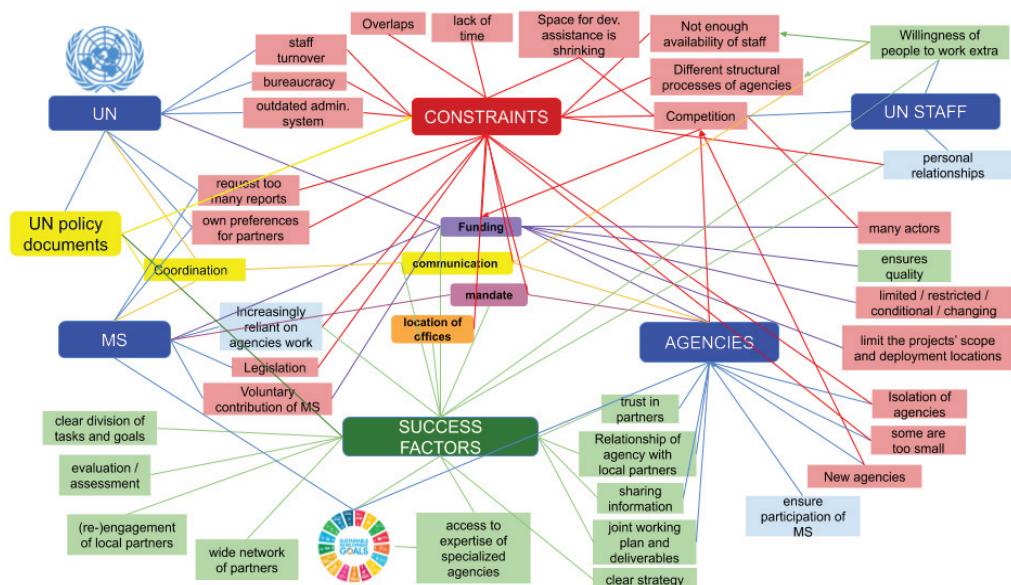 Overlaps
lack of
time
Space for dev.
assistance is
shrinking
Not enough
availability of staff
Willingness of
people to work extra
staff
turnover
bureaucracy
Different structural
processes of agencies
outdated admin.
system
UN
CONSTRAINTS
Competition
UN STAFF
personal
relationships
request too
many reports
own preferences
for partners
UN policy
documents
Funding
many actors
Coordination
communication
ensures
quality
mandate
limited / restricted /
conditional / changing
MS
Increasingly
reliant on
agencies work
location of
offices
AGENCIES
limit the projects' scope
and deployment locations
Legislation
Voluntary
contribution of MS
trust in
partners
Isolation of
agencies
clear division of
tasks and goals
SUCCESS
FACTORS
Relationship of
agency with
local partners
some are
too small
evaluation /
assessment
New agencies
sharing
information
ensure
participation of
MS
(re-)engagement
of local partners
wide network
of partners
SUSTAINABLE
DEVELOPMENT
GOALS
access to
expertise of
specialized
agencies
joint working
plan and
deliverables
clear strategy